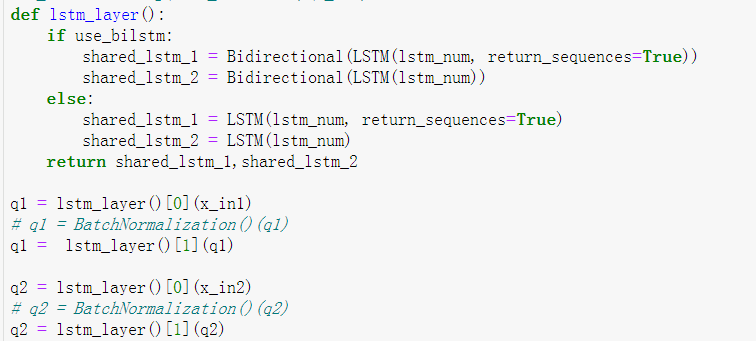 def lstm_layer():
    if use_bilstm:
        shared_lstm_1 = Bidirectional(LSTM(lstm_num, return_sequences=True))
        shared_lstm_2 = Bidirectional(LSTM(lstm_num))
    else:
        shared_lstm_1 = LSTM(lstm_num, return_sequences=True)
        shared_lstm_2 = LSTM(lstm_num)
    return shared_lstm_1,shared_lstm_2
q1 = lstm_layer()[0](x_in1)
# q1 = BatchNormalization()(q1)
q1 =  lstm_layer()[1](q1)
q2 = lstm_layer()[0](x_in2)
# q2 = BatchNormalization()(q2)
q2 = lstm_layer()[1](q2)